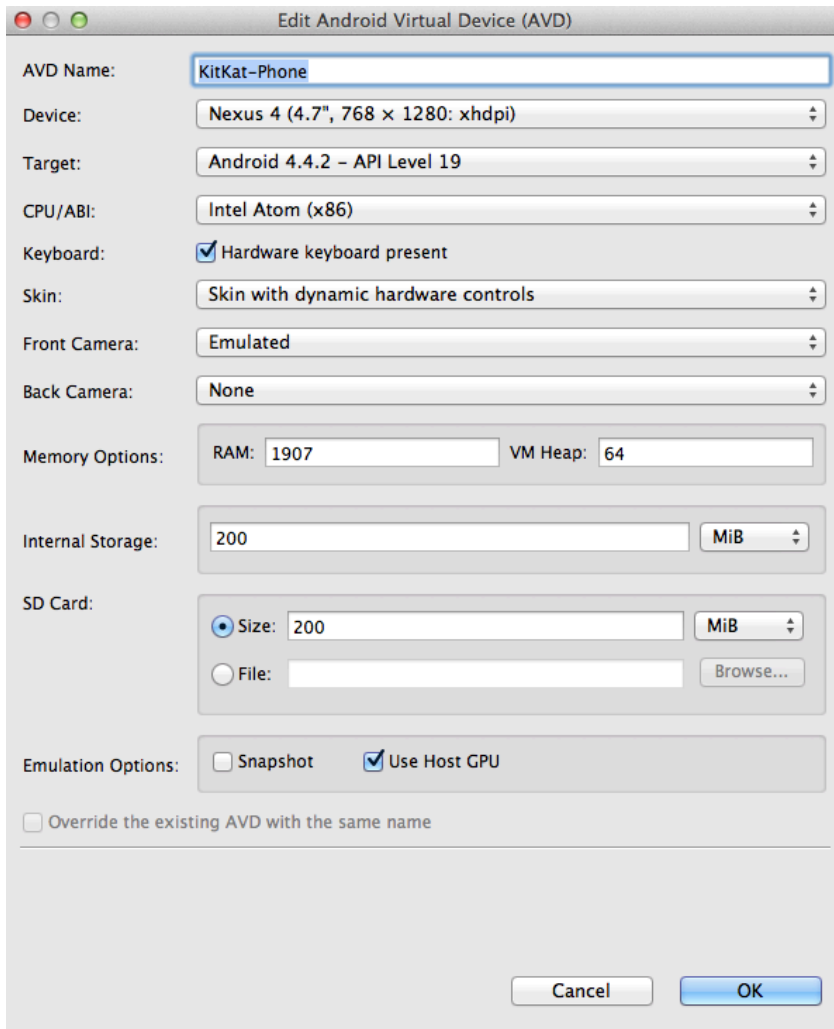 Edit Android Virtual Device (AVD)
AVD Name: KitKat-Phone
Device: Nexus 4 (4.7", 768 × 1280: xhdpi)
Target: Android 4.4.2 – API Level 19
CPU/ABI: Intel Atom (x86)
Keyboard: Hardware keyboard present
Skin: Skin with dynamic hardware controls
Front Camera: Emulated
Back Camera: None
Memory Options: RAM: 1907 VM Heap: 64
Internal Storage: 200 MiB
SD Card:
Size: 200 MiB
File: Browse...
Emulation Options: Snapshot Use Host GPU
Override the existing AVD with the same name
Cancel OK